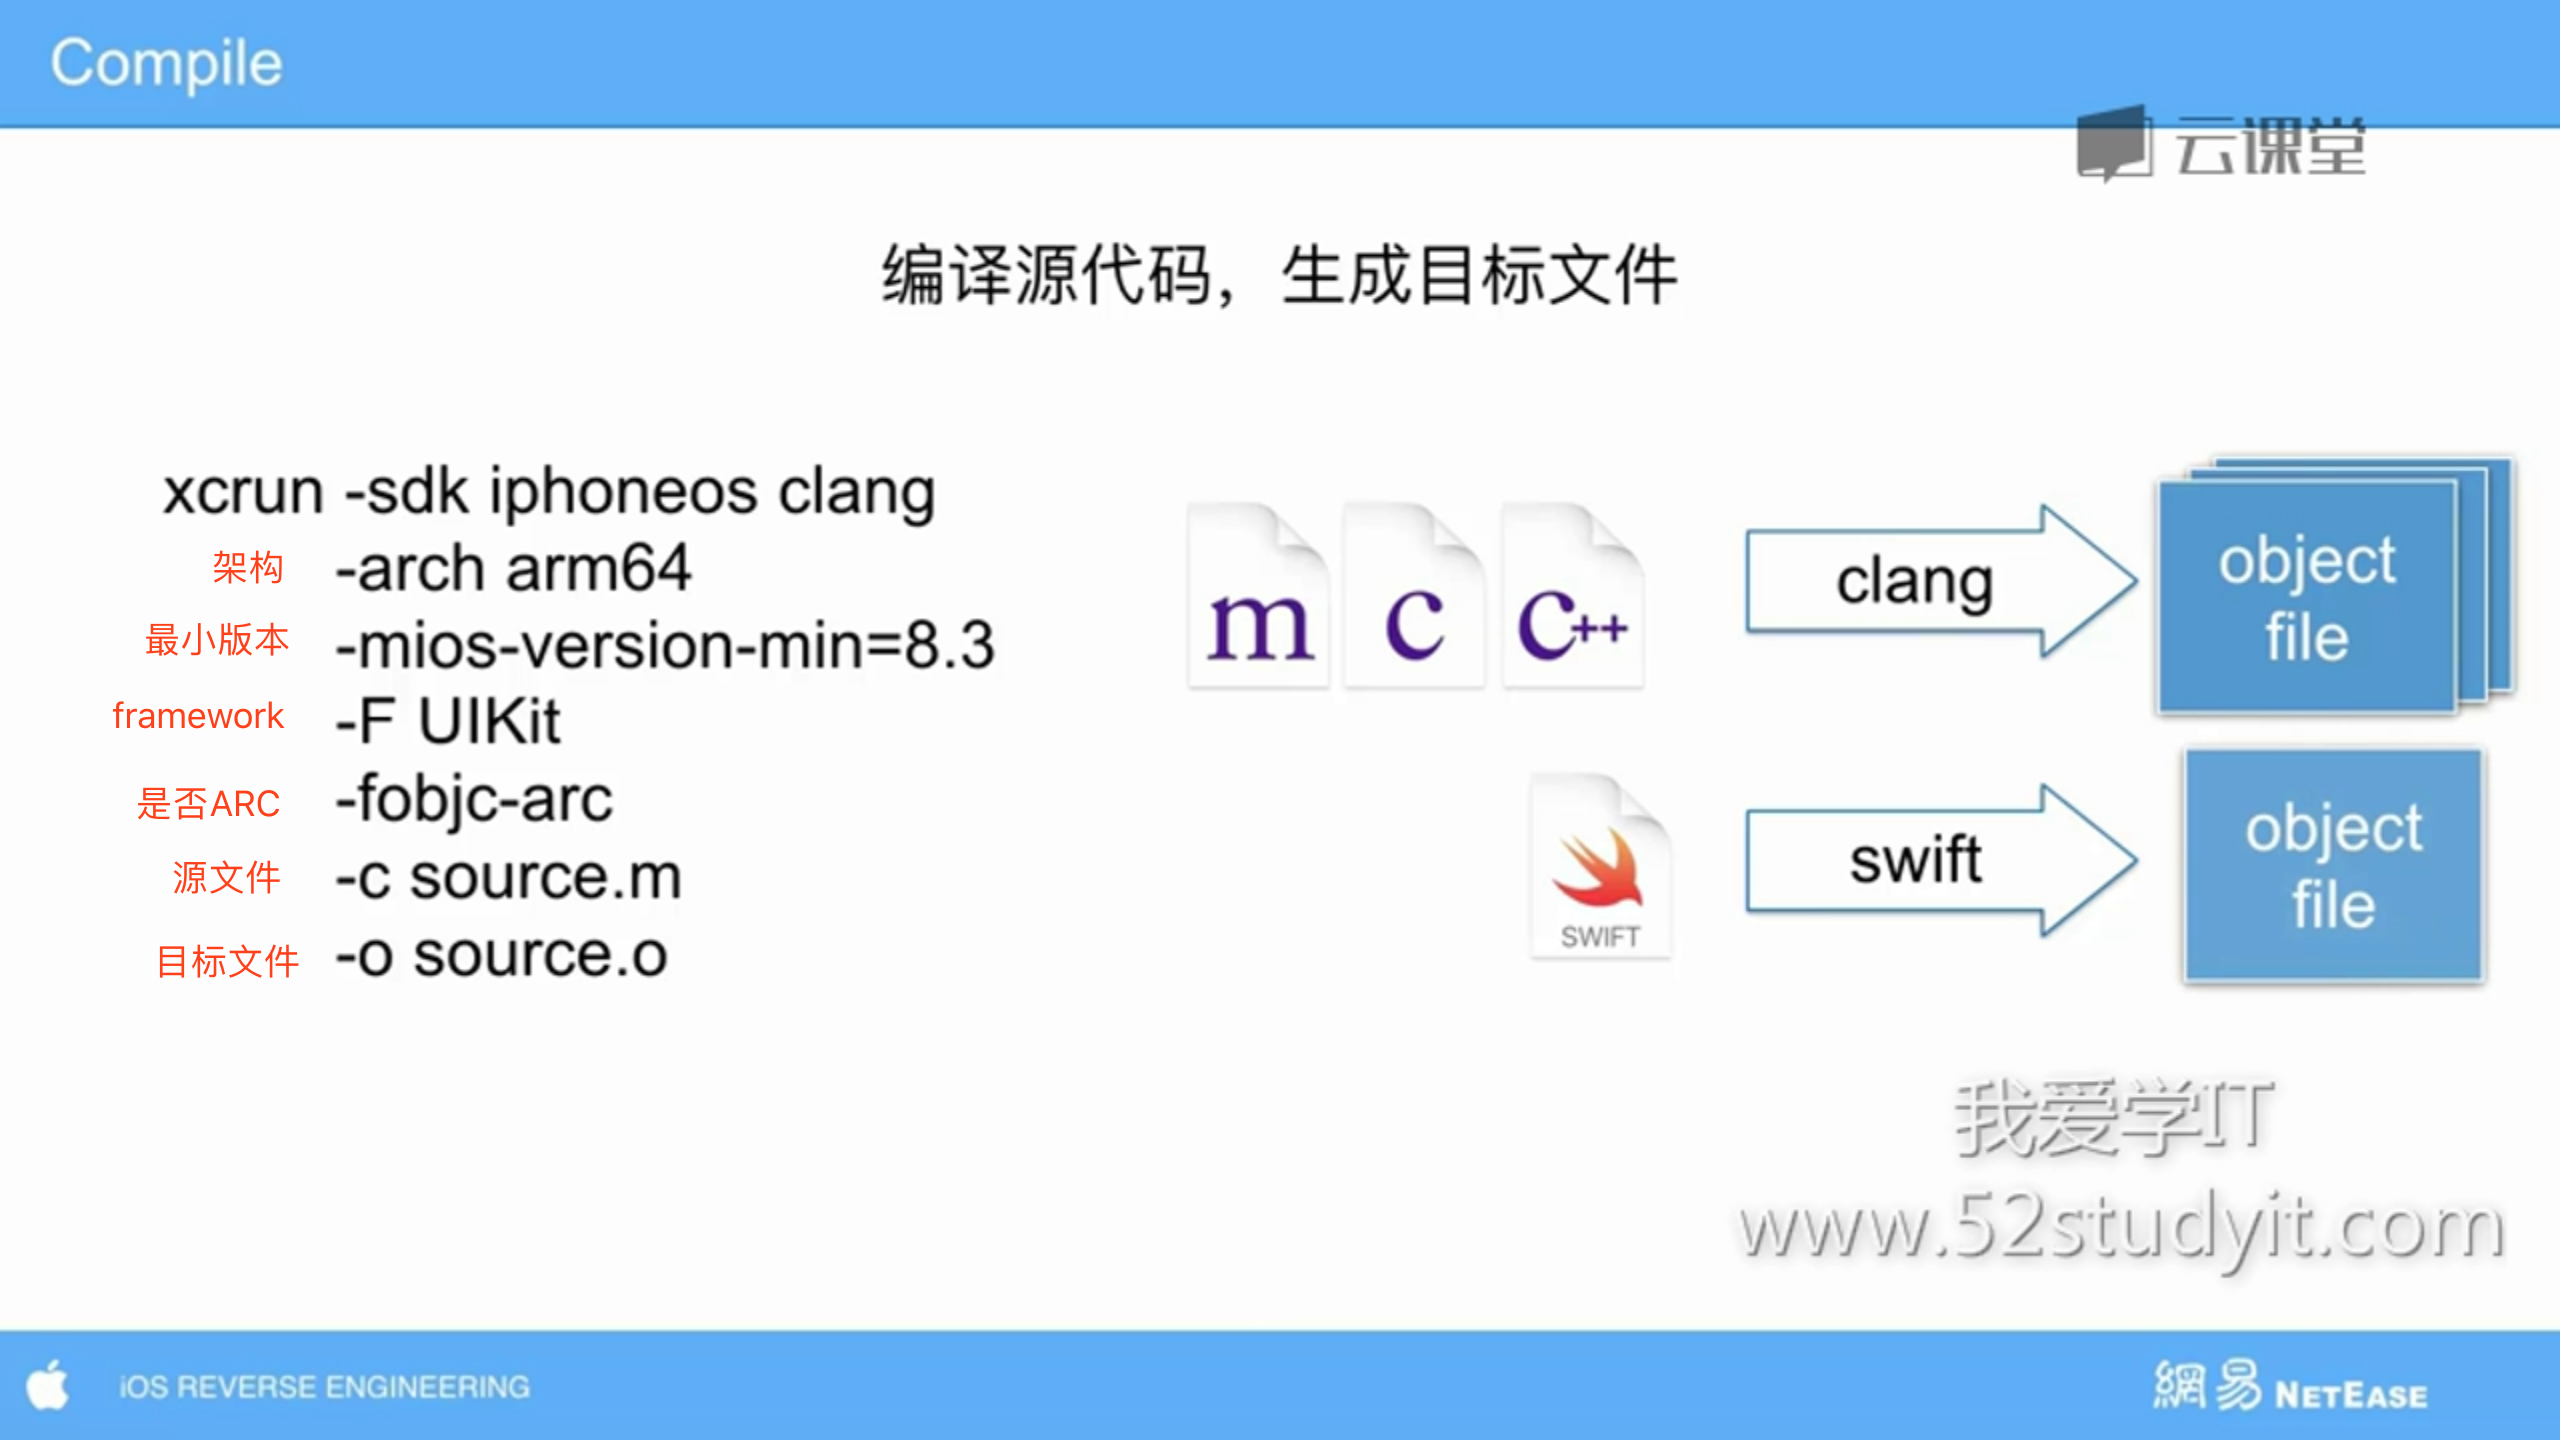 Compile
云课堂
编译源代码，生成目标文件
xcrun -sdk iphoneos clang
架构 -arch arm64
最小版本 -mios-version-min=8.3
framework -F UIKit
是否ARC -fobjc-arc
源文件 -c source.m
目标文件 -o source.o
m c c++
clang
object
file
SWIFT
swift
object
file
我爱学IT
www.52studyit.com
iOS REVERSE ENGINEERING
網易 NETEASE